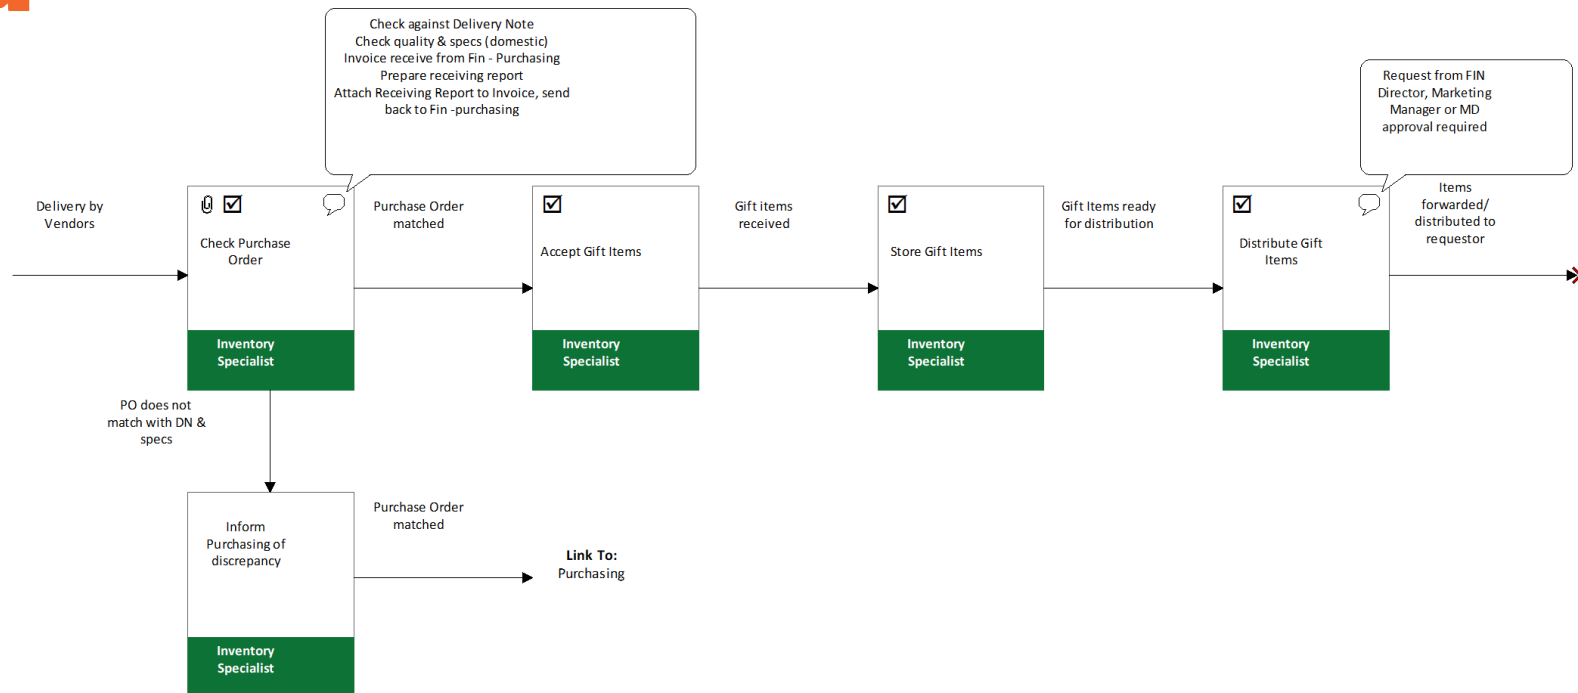 Check against Delivery Note
Check quality & specs (domestic)
Invoice receive from Fin - Purchasing
Prepare receiving report
Attach Receiving Report to Invoice, send
back to Fin -purchasing
Request from FIN
Director, Marketing
Manager or MD
approval required
Delivery by
Vendors
Check Purchase
Order
Inventory
Specialist
Purchase Order
matched
Accept Gift Items
Inventory
Specialist
Gift items
received
Store Gift Items
Inventory
Specialist
Gift Items ready
for distribution
Distribute Gift
Items
Inventory
Specialist
Items
forwarded/
distributed to
requestor
PO does not
match with DN &
specs
Inform
Purchasing of
discrepancy
Inventory
Specialist
Purchase Order
matched
Link To:
Purchasing